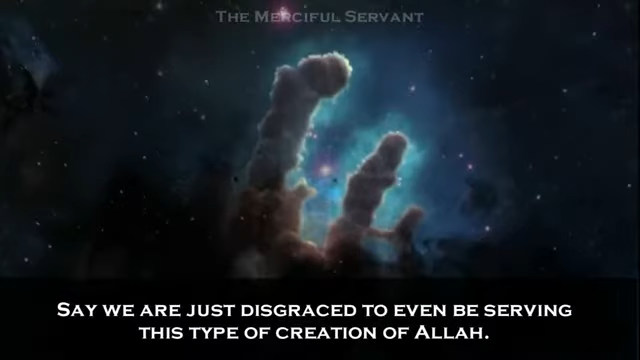 The Merciful Servant
Say we are just disgraced to even be serving
this type of creation of Allah.